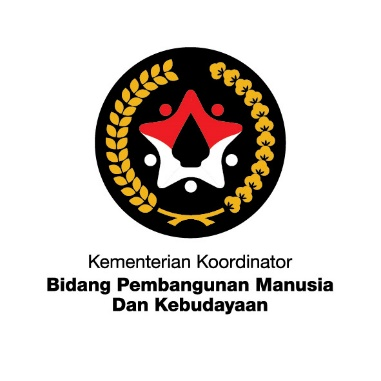 Kementerian Koordinator
Bidang Pembangunan Manusia
Dan Kebudayaan